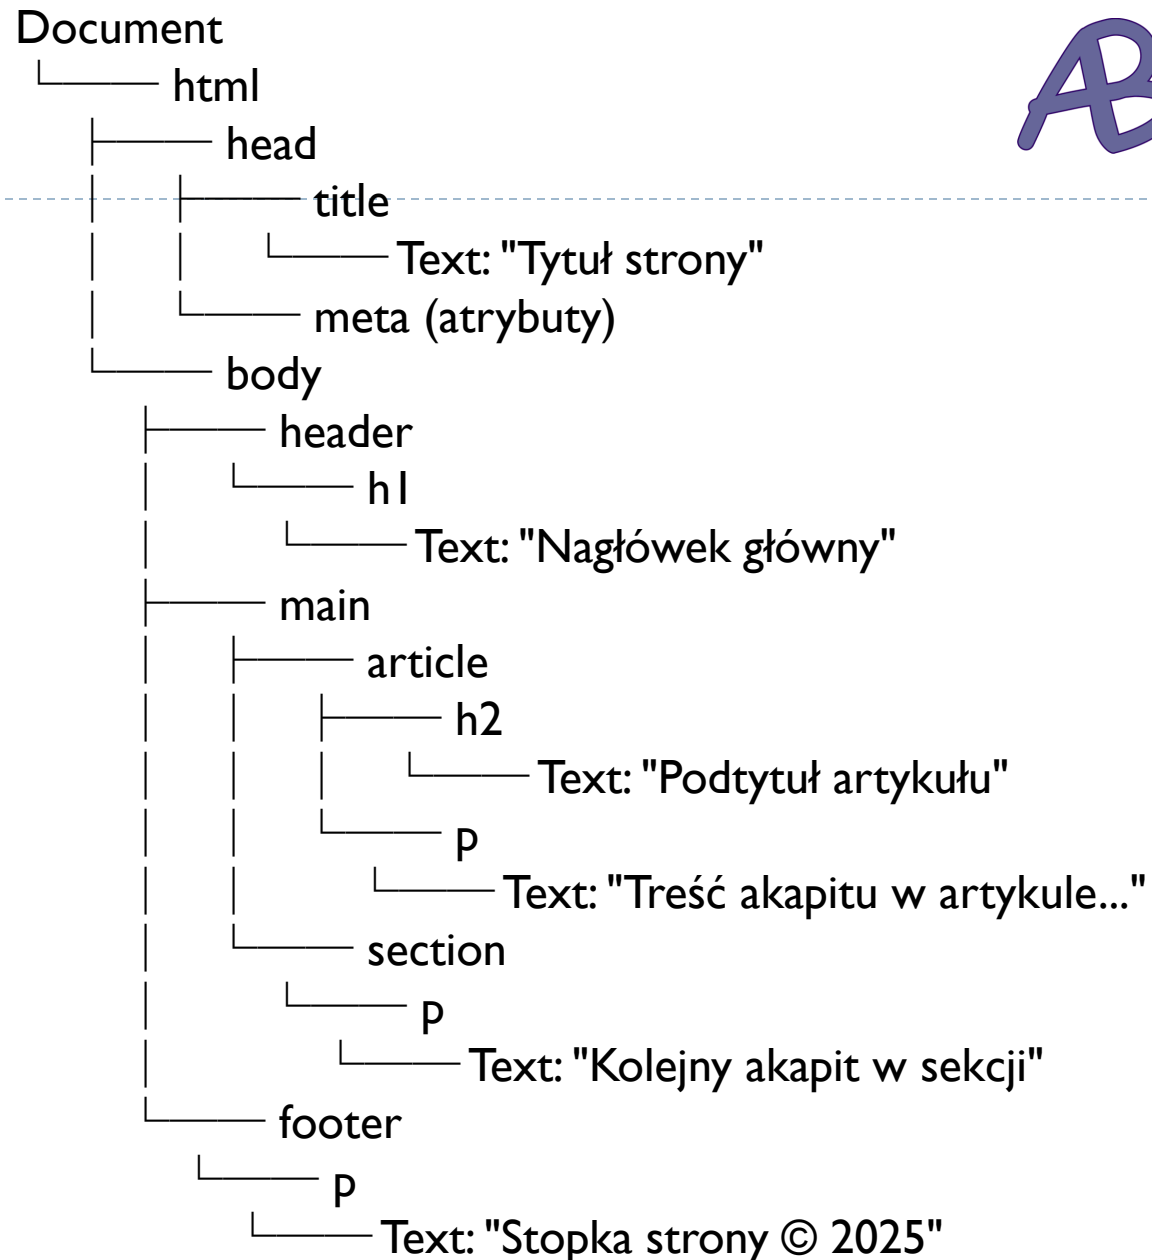 Document
└── html
├── head
│ ├── title
│ │ └── Text: "Tytuł strony"
│ └── meta (atrybuty)
└── body
├── header
│ └── h1
│ └── Text: "Nagłówek główny"
├── main
│ ├── article
│ │ ├── h2
│ │ │ └── Text: "Podtytuł artykułu"
│ │ └── p
│ │ └── Text: "Treść akapitu w artykule..."
│ └── section
│ └── p
│ └── Text: "Kolejny akapit w sekcji"
└── footer
└── p
└── Text: "Stopka strony © 2025"
AB